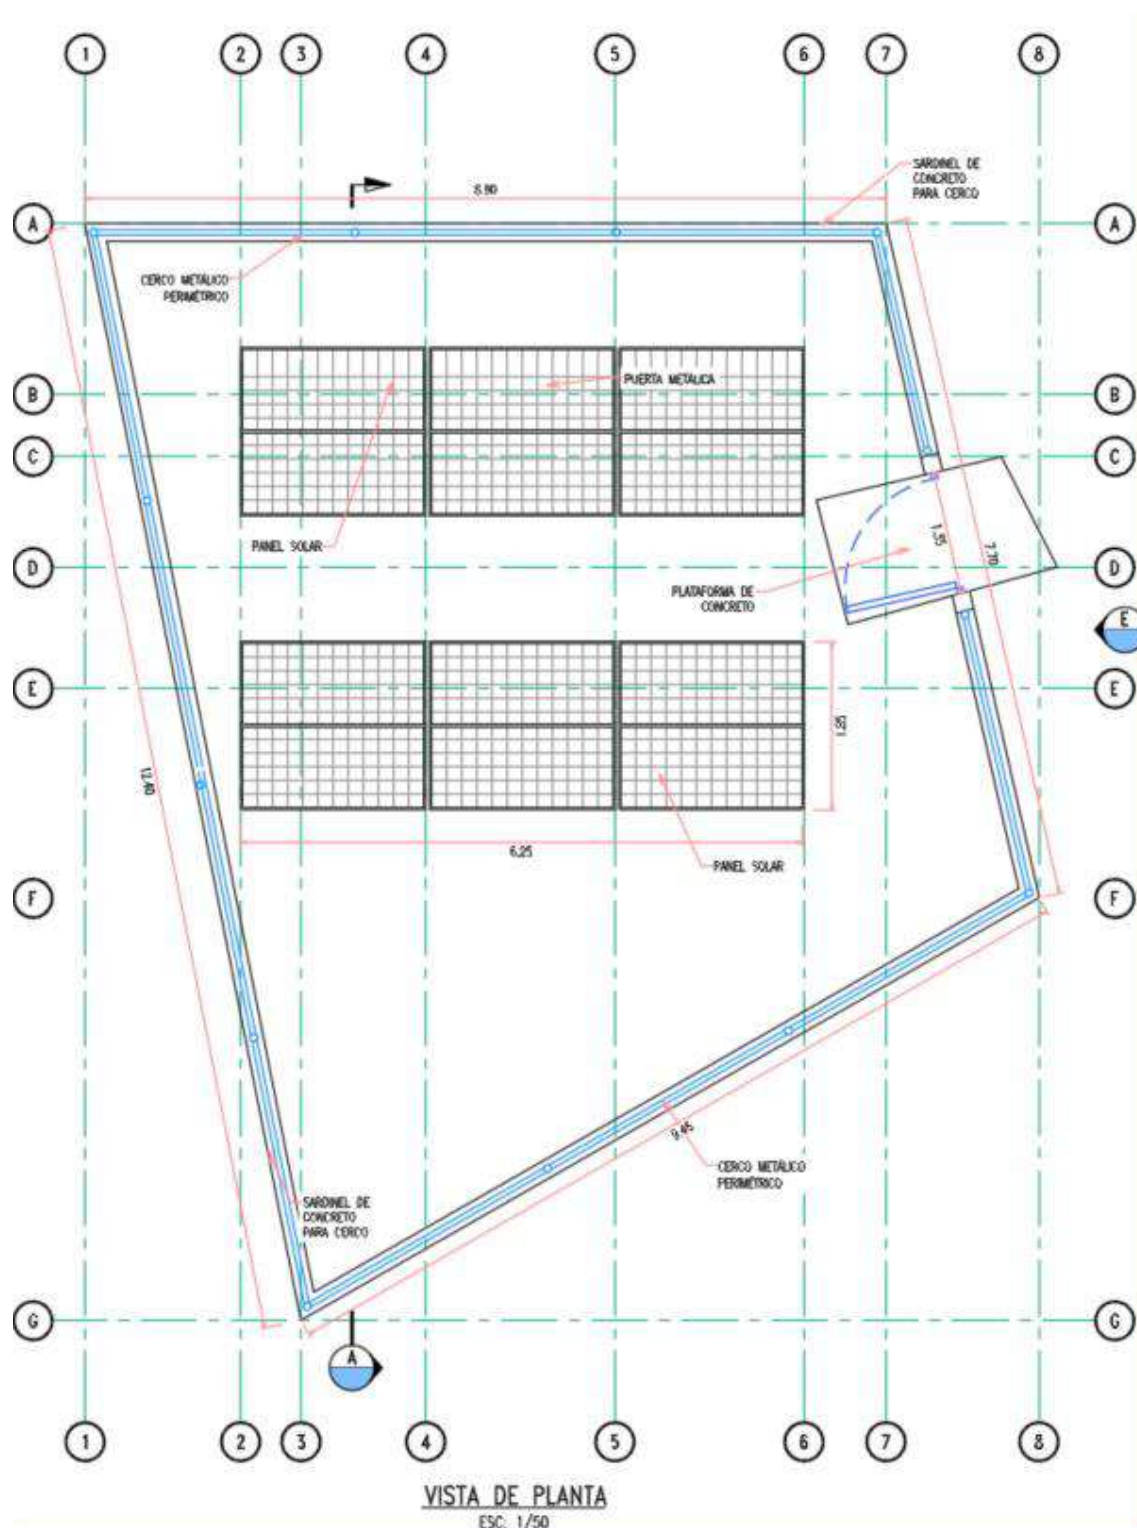 1 2 3 4 5 6 7 8
SARDINEL DE
CONCRETO
PARA CERCO
8.90
A A
CERCO METÁLICO
PERIMÉTRICO
PUERTA METALICA
B B
C C
PANEL SOLAR
1.35
7.70
D D
PLATAFORMA DE
CONCRETO
E
E E
1.85
12.40
6.25
PANEL SOLAR
F F
9.45
CERCO METÁLICO
PERIMÉTRICO
SARDINEL DE
CONCRETO
PARA CERCO
G G
A
1 2 3 4 5 6 7 8
VISTA DE PLANTA
ESC. 1/50